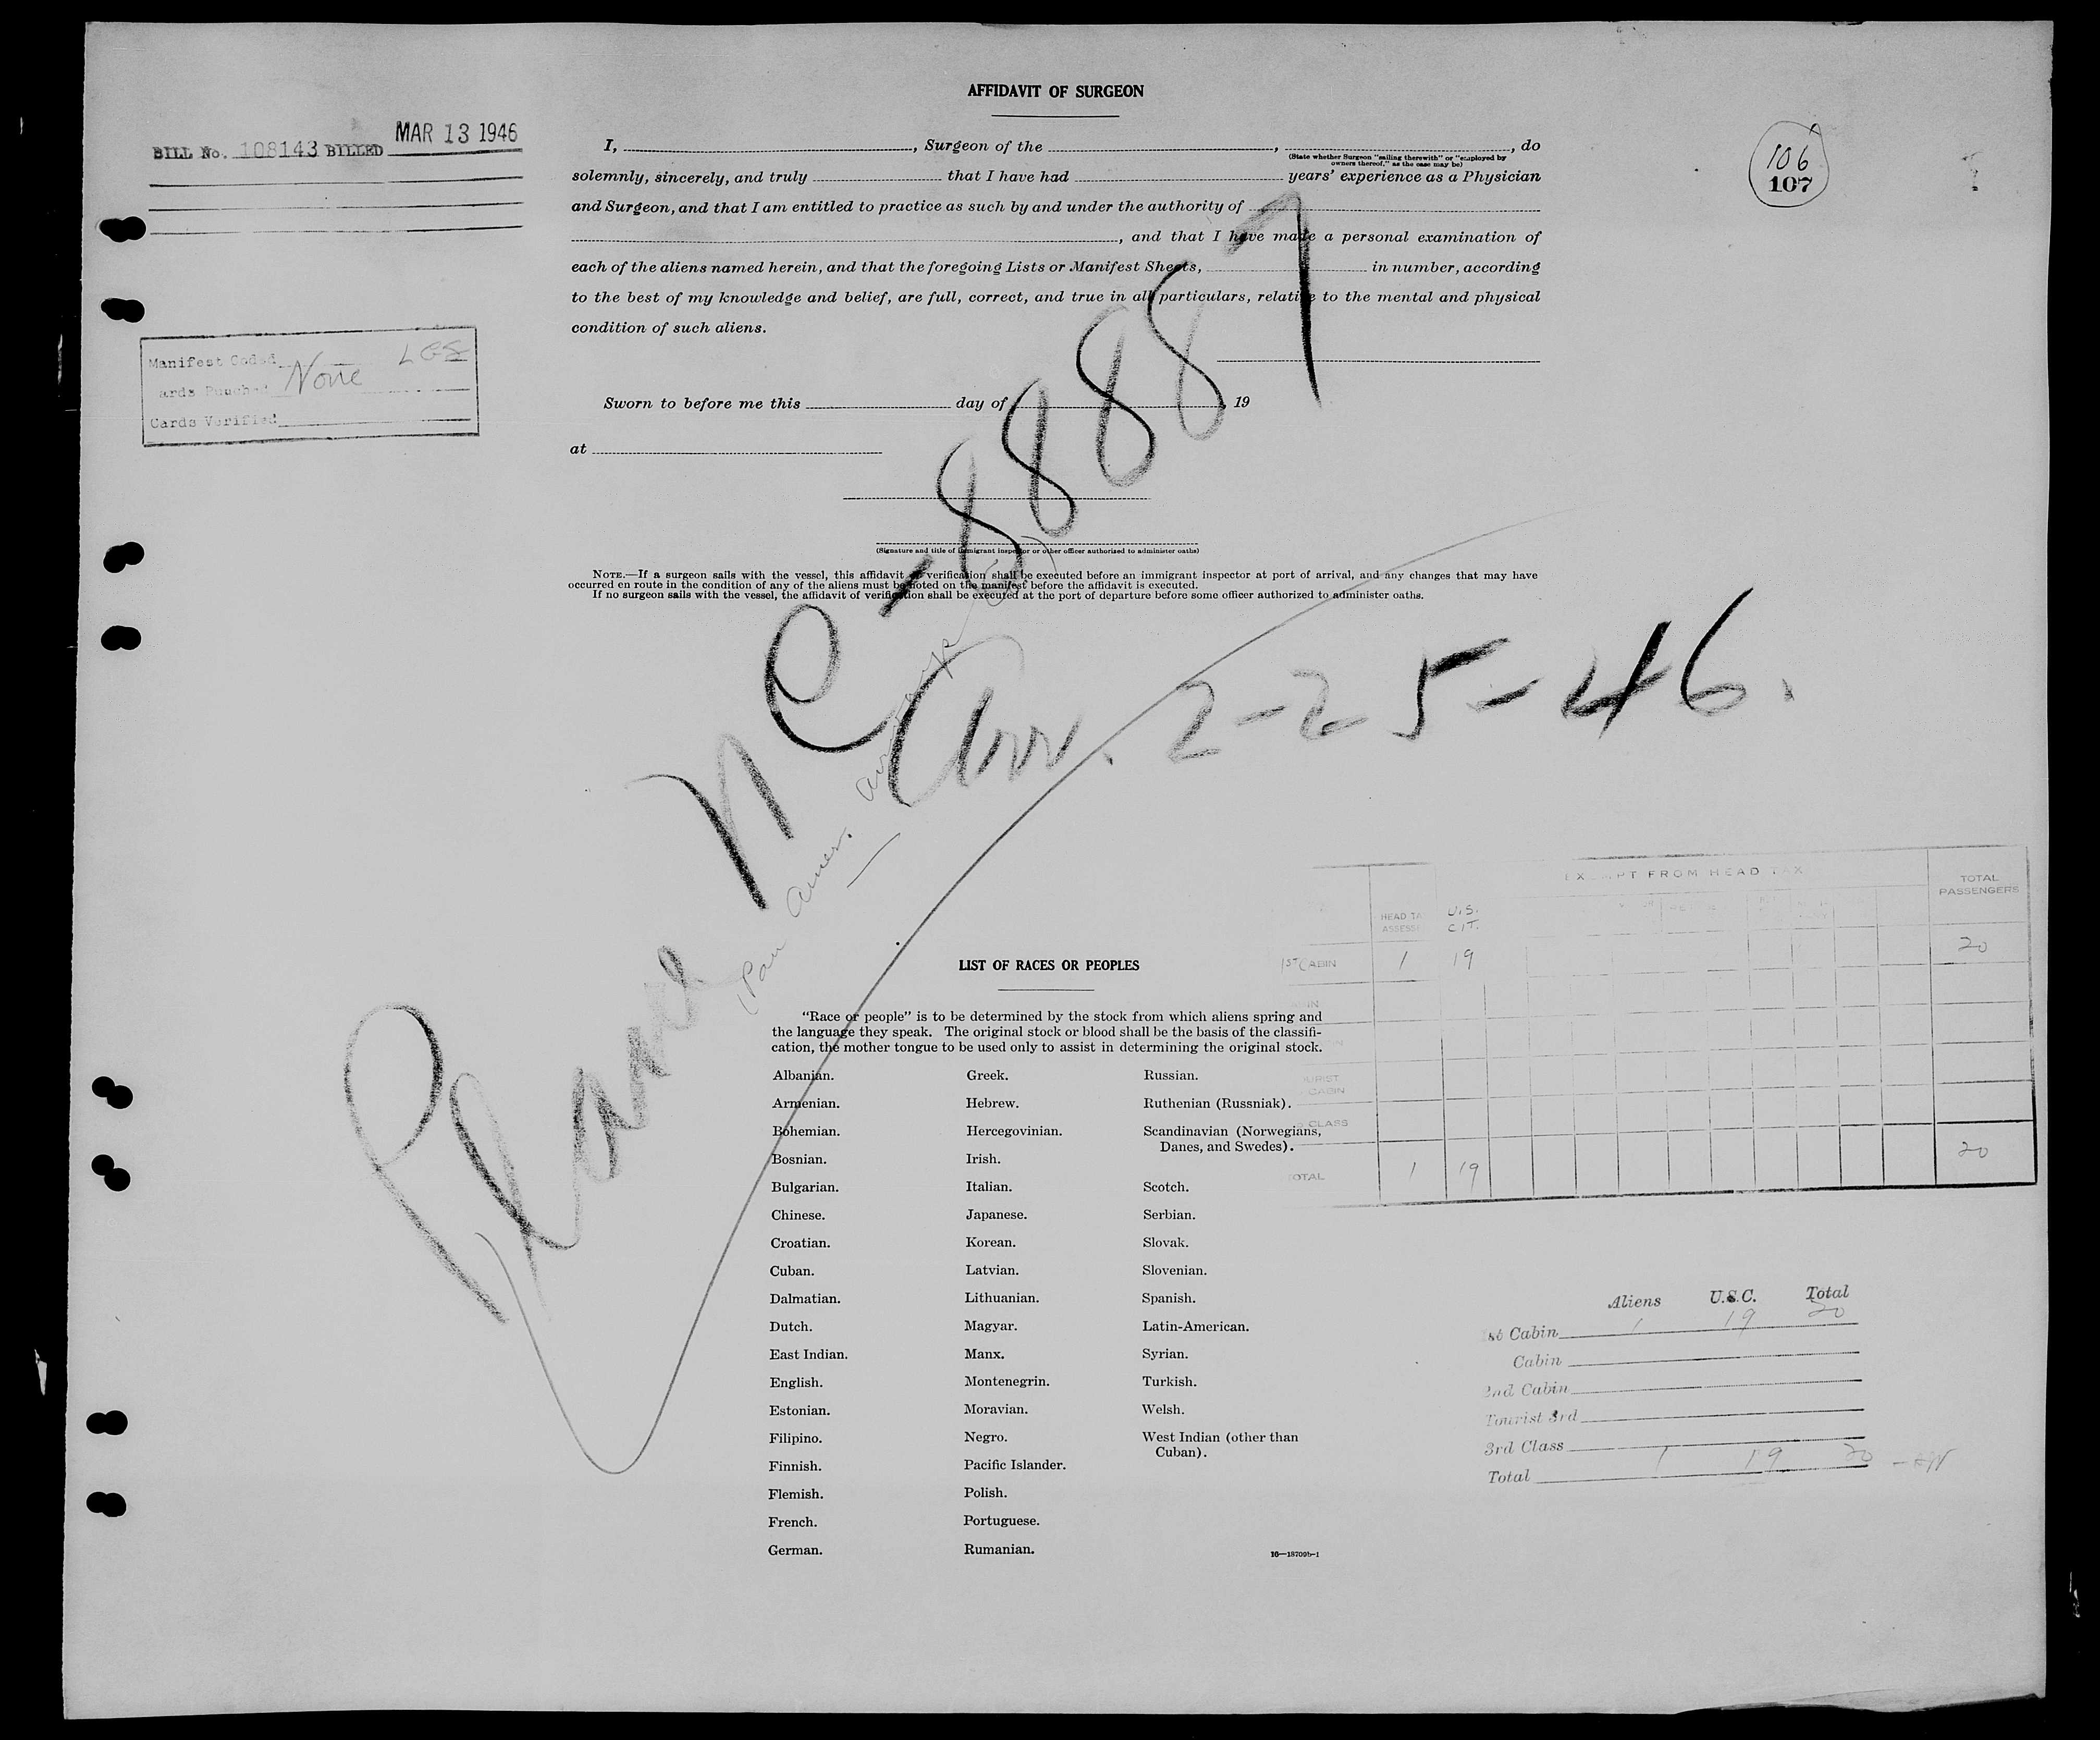 AFFIDAVIT OF SURGEON
BILL No. 108143 BILLED MAR 13 1946
106
107
I, , Surgeon of the , , do
(State whether Surgeon "sailing therewith" or "employed by
owners thereof," as the case may be)
solemnly, sincerely, and truly that I have had years' experience as a Physician
and Surgeon, and that I am entitled to practice as such by and under the authority of
, and that I have made a personal examination of
each of the aliens named herein, and that the foregoing Lists or Manifest Sheets, in number, according
to the best of my knowledge and belief, are full, correct, and true in all particulars, relative to the mental and physical
condition of such aliens.
Manifest Coded LGS
Cards Punched None
Cards Verified
Sworn to before me this day of , 19
at
(Signature and title of immigrant inspector or other officer authorized to administer oaths)
NOTE.—If a surgeon sails with the vessel, this affidavit or verification shall be executed before an immigrant inspector at port of arrival, and any changes that may have
occurred en route in the condition of any of the aliens must be noted on the manifest before the affidavit is executed.
If no surgeon sails with the vessel, the affidavit of verification shall be executed at the port of departure before some officer authorized to administer oaths.
Plane NC-88887
(Pan Amer. Airways
Arr. 2-25-46.
EXEMPT FROM HEAD TAX
TOTAL
PASSENGERS
HEAD TAX
ASSESSED
U.S.
CIT.
1ST CABIN 1 19 20
TOURIST
CABIN
CLASS
TOTAL 1 19 20
LIST OF RACES OR PEOPLES
"Race or people" is to be determined by the stock from which aliens spring and
the language they speak. The original stock or blood shall be the basis of the classifi-
cation, the mother tongue to be used only to assist in determining the original stock.
Albanian.
Armenian.
Bohemian.
Bosnian.
Bulgarian.
Chinese.
Croatian.
Cuban.
Dalmatian.
Dutch.
East Indian.
English.
Estonian.
Filipino.
Finnish.
Flemish.
French.
German.
Greek.
Hebrew.
Hercegovinian.
Irish.
Italian.
Japanese.
Korean.
Latvian.
Lithuanian.
Magyar.
Manx.
Montenegrin.
Moravian.
Negro.
Pacific Islander.
Polish.
Portuguese.
Rumanian.
Russian.
Ruthenian (Russniak).
Scandinavian (Norwegians,
Danes, and Swedes).
Scotch.
Serbian.
Slovak.
Slovenian.
Spanish.
Latin-American.
Syrian.
Turkish.
Welsh.
West Indian (other than
Cuban).
16—18709b-1
Aliens U.S.C. Total
1st Cabin 1 19 20
Cabin
2nd Cabin
Tourist 3rd
3rd Class
Total 1 19 20